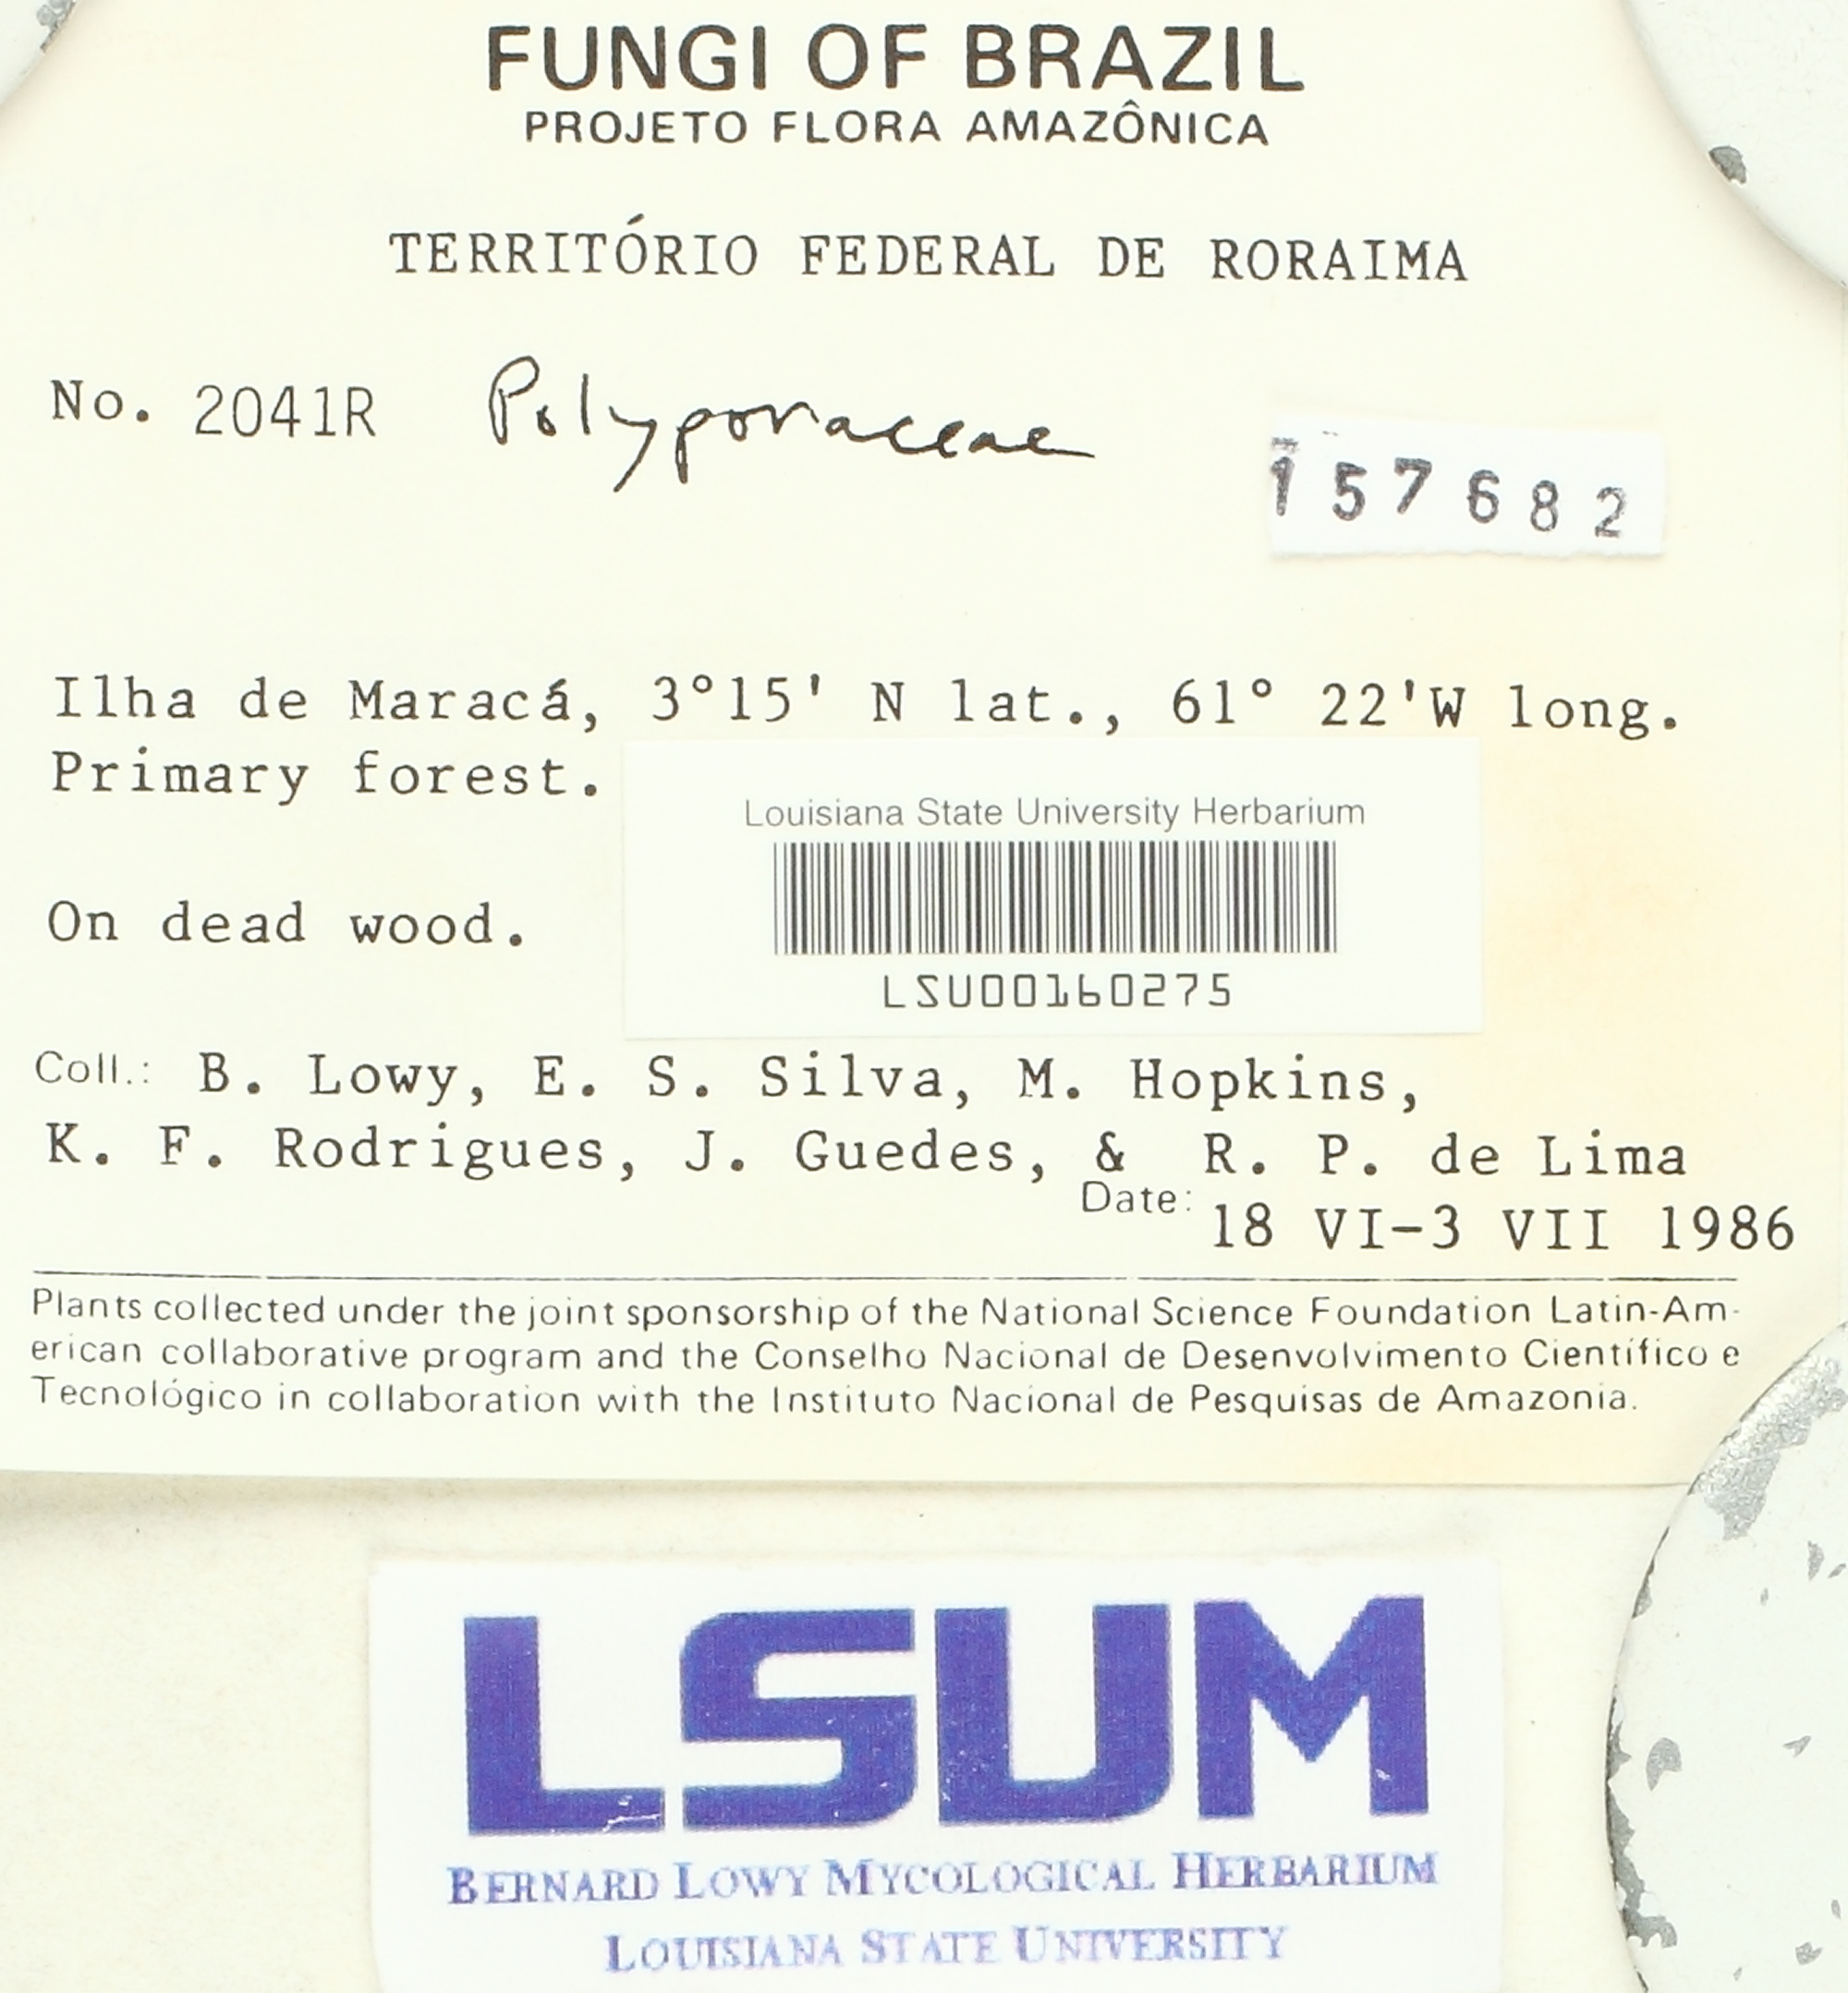 FUNGI OF BRAZIL
PROJETO FLORA AMAZÔNICA
TERRITÓRIO FEDERAL DE RORAIMA
No. 2041R Polyporaceae
157682
Ilha de Maracá, 3°15' N lat., 61° 22'W long.
Primary forest.
Louisiana State University Herbarium
LSU00160275
On dead wood.
Coll.: B. Lowy, E. S. Silva, M. Hopkins,
K. F. Rodrigues, J. Guedes, & R. P. de Lima
Date: 18 VI-3 VII 1986
Plants collected under the joint sponsorship of the National Science Foundation Latin-Am-
erican collaborative program and the Conselho Nacional de Desenvolvimento Científico e
Tecnológico in collaboration with the Instituto Nacional de Pesquisas de Amazonia.
LSUM
BERNARD LOWY MYCOLOGICAL HERBARIUM
LOUISIANA STATE UNIVERSITY